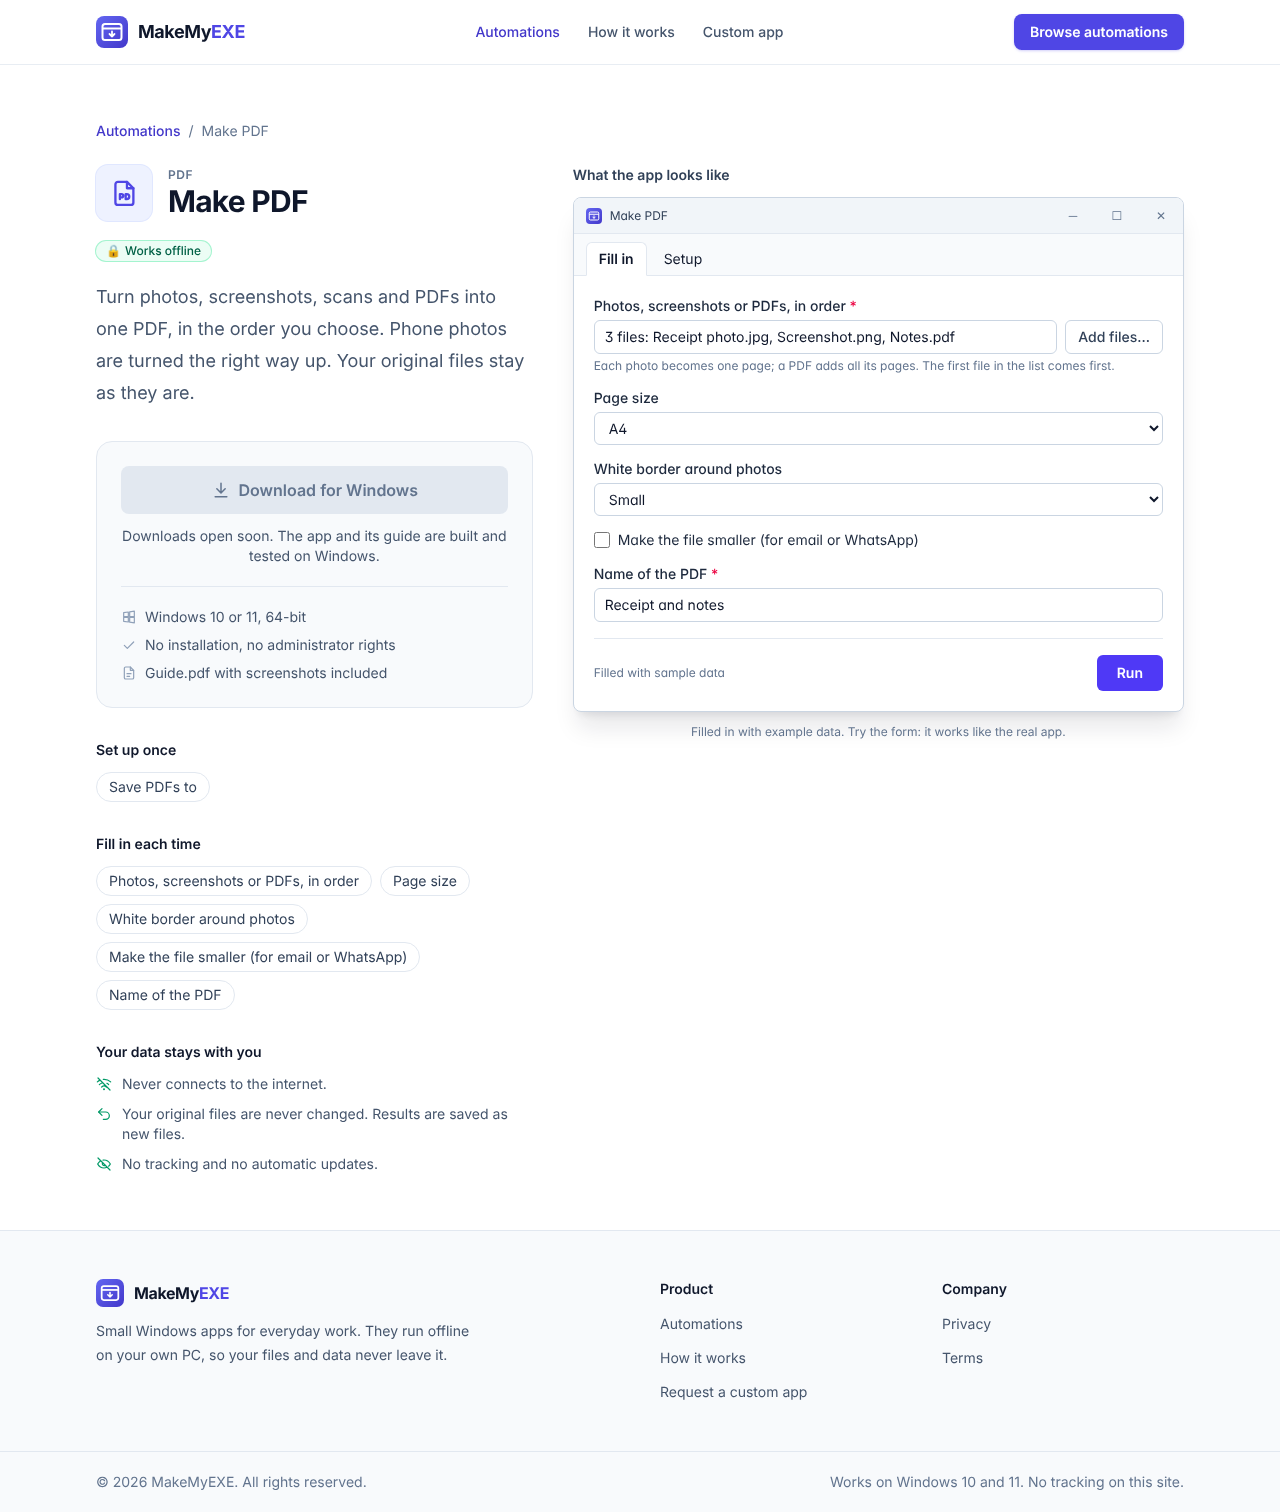 MakeMyEXE
Automations How it works Custom app
Browse automations
Automations / Make PDF
PD
PDF
Make PDF
🔒 Works offline
Turn photos, screenshots, scans and PDFs into
one PDF, in the order you choose. Phone photos
are turned the right way up. Your original files stay
as they are.
Download for Windows
Downloads open soon. The app and its guide are built and
tested on Windows.
Windows 10 or 11, 64-bit
No installation, no administrator rights
Guide.pdf with screenshots included
Set up once
Save PDFs to
Fill in each time
Photos, screenshots or PDFs, in order
Page size
White border around photos
Make the file smaller (for email or WhatsApp)
Name of the PDF
Your data stays with you
Never connects to the internet.
Your original files are never changed. Results are saved as
new files.
No tracking and no automatic updates.
What the app looks like
Make PDF
Fill in Setup
Photos, screenshots or PDFs, in order *
3 files: Receipt photo.jpg, Screenshot.png, Notes.pdf
Add files...
Each photo becomes one page; a PDF adds all its pages. The first file in the list comes first.
Page size
A4
White border around photos
Small
Make the file smaller (for email or WhatsApp)
Name of the PDF *
Receipt and notes
Filled with sample data
Run
Filled in with example data. Try the form: it works like the real app.
MakeMyEXE
Small Windows apps for everyday work. They run offline
on your own PC, so your files and data never leave it.
Product
Automations
How it works
Request a custom app
Company
Privacy
Terms
© 2026 MakeMyEXE. All rights reserved.
Works on Windows 10 and 11. No tracking on this site.